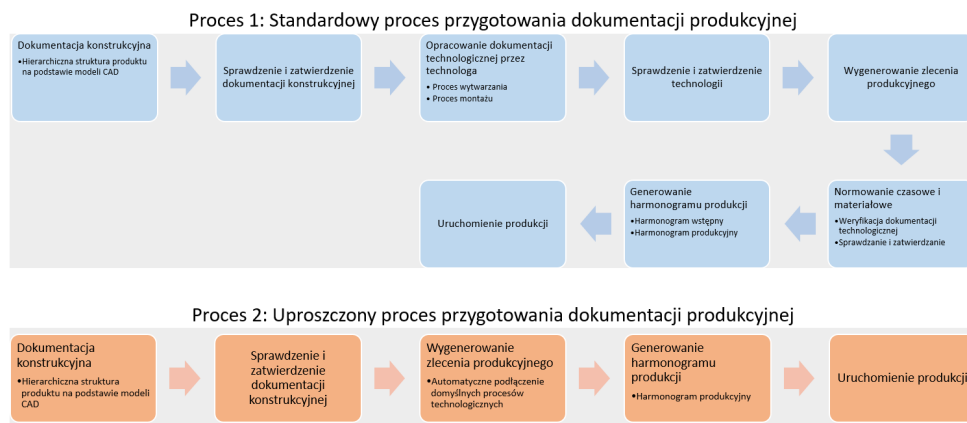 Proces 1: Standardowy proces przygotowania dokumentacji produkcyjnej
Dokumentacja konstrukcyjna
•Hierarchiczna struktura produktu
na podstawie modeli CAD
Sprawdzenie i zatwierdzenie
dokumentacji konstrukcyjnej
Opracowanie dokumentacji
technologicznej przez
technologa
• Proces wytwarzania
• Proces montażu
Sprawdzenie i zatwierdzenie
technologii
Wygenerowanie zlecenia
produkcyjnego
Normowanie czasowe i
materiałowe
•Weryfikacja dokumentacji
technologicznej
•Sprawdzanie i zatwierdzanie
Generowanie
harmonogramu produkcji
•Harmonogram wstępny
•Harmonogram produkcyjny
Uruchomienie produkcji
Proces 2: Uproszczony proces przygotowania dokumentacji produkcyjnej
Dokumentacja
konstrukcyjna
•Hierarchiczna struktura
produktu na podstawie modeli
CAD
Sprawdzenie i
zatwierdzenie
dokumentacji
konstrukcyjnej
Wygenerowanie
zlecenia produkcyjnego
•Automatyczne podłączenie
domyślnych procesów
technologicznych
Generowanie
harmonogramu
produkcji
•Harmonogram produkcyjny
Uruchomienie produkcji